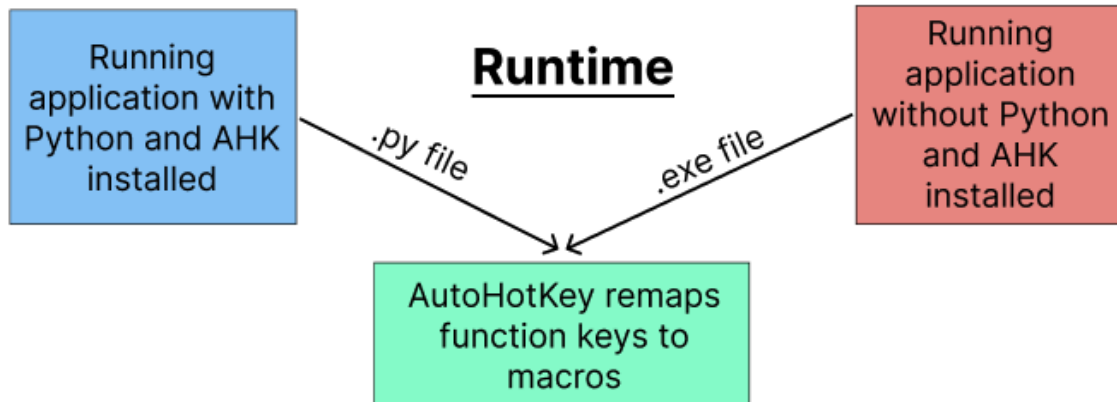 Running
application with
Python and AHK
installed
Runtime
Running
application
without Python
and AHK
installed
.py file
.exe file
AutoHotKey remaps
function keys to
macros